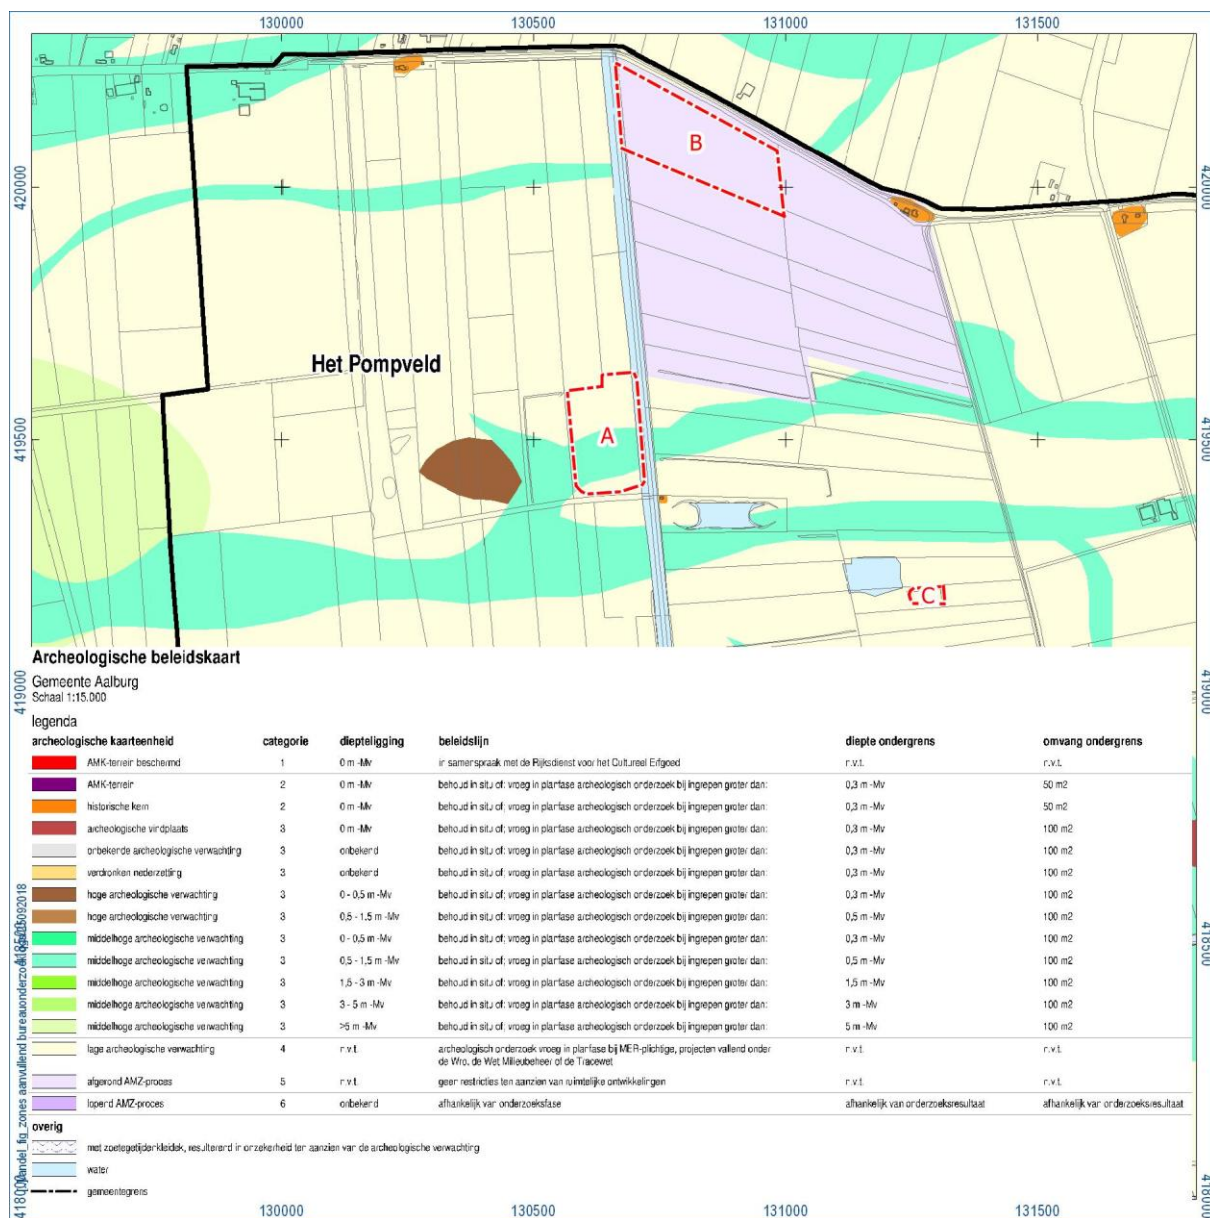 130000 130500 131000 131500
420000 420000
B
Het Pompveld
419500 419500
A
C
Archeologische beleidskaart
Gemeente Aalburg
Schaal 1:15.000
419000 419000
legenda
archeologische kaarteenheid categorie diepteligging beleidslijn diepte ondergrens omvang ondergrens
AMK-terrein beschermd 1 0 m -Mv in samenspraak met de Rijksdienst voor het Cultureel Erfgoed n.v.t. n.v.t.
AMK-terrein 2 0 m -Mv behoud in situ of: vroeg in planfase archeologisch onderzoek bij ingrepen groter dan: 0,3 m -Mv 50 m2
historische kern 2 0 m -Mv behoud in situ of: vroeg in planfase archeologisch onderzoek bij ingrepen groter dan: 0,3 m -Mv 50 m2
archeologische vindplaats 3 0 m -Mv behoud in situ of: vroeg in planfase archeologisch onderzoek bij ingrepen groter dan: 0,3 m -Mv 100 m2
onbekende archeologische verwachting 3 onbekend behoud in situ of: vroeg in planfase archeologisch onderzoek bij ingrepen groter dan: 0,3 m -Mv 100 m2
verdronken nederzetting 3 onbekend behoud in situ of: vroeg in planfase archeologisch onderzoek bij ingrepen groter dan: 0,3 m -Mv 100 m2
hoge archeologische verwachting 3 0 - 0,5 m -Mv behoud in situ of: vroeg in planfase archeologisch onderzoek bij ingrepen groter dan: 0,3 m -Mv 100 m2
hoge archeologische verwachting 3 0,5 - 1,5 m -Mv behoud in situ of: vroeg in planfase archeologisch onderzoek bij ingrepen groter dan: 0,5 m -Mv 100 m2
middelhoge archeologische verwachting 3 0 - 0,5 m -Mv behoud in situ of: vroeg in planfase archeologisch onderzoek bij ingrepen groter dan: 0,3 m -Mv 100 m2
middelhoge archeologische verwachting 3 0,5 - 1,5 m -Mv behoud in situ of: vroeg in planfase archeologisch onderzoek bij ingrepen groter dan: 0,5 m -Mv 100 m2
middelhoge archeologische verwachting 3 1,5 - 3 m -Mv behoud in situ of: vroeg in planfase archeologisch onderzoek bij ingrepen groter dan: 1,5 m -Mv 100 m2
middelhoge archeologische verwachting 3 3 - 5 m -Mv behoud in situ of: vroeg in planfase archeologisch onderzoek bij ingrepen groter dan: 3 m -Mv 100 m2
middelhoge archeologische verwachting 3 >5 m -Mv behoud in situ of: vroeg in planfase archeologisch onderzoek bij ingrepen groter dan: 5 m -Mv 100 m2
lage archeologische verwachting 4 n.v.t. archeologisch onderzoek vroeg in planfase bij MER-plichtige, projecten vallend onder n.v.t. n.v.t.
de Wro, de Wet Milieubeheer of de Tracewet
afgerond AMZ-proces 5 n.v.t. geen restricties ten aanzien van ruimtelijke ontwikkelingen n.v.t. n.v.t.
lopend AMZ-proces 6 onbekend afhankelijk van onderzoeksfase afhankelijk van onderzoeksresultaat afhankelijk van onderzoeksresultaat
overig
met zoetegetijdekleidek, resulterend in onzekerheid ten aanzien van de archeologische verwachting
water
gemeentegrens
418500
418000 418000
130000 130500 131000 131500